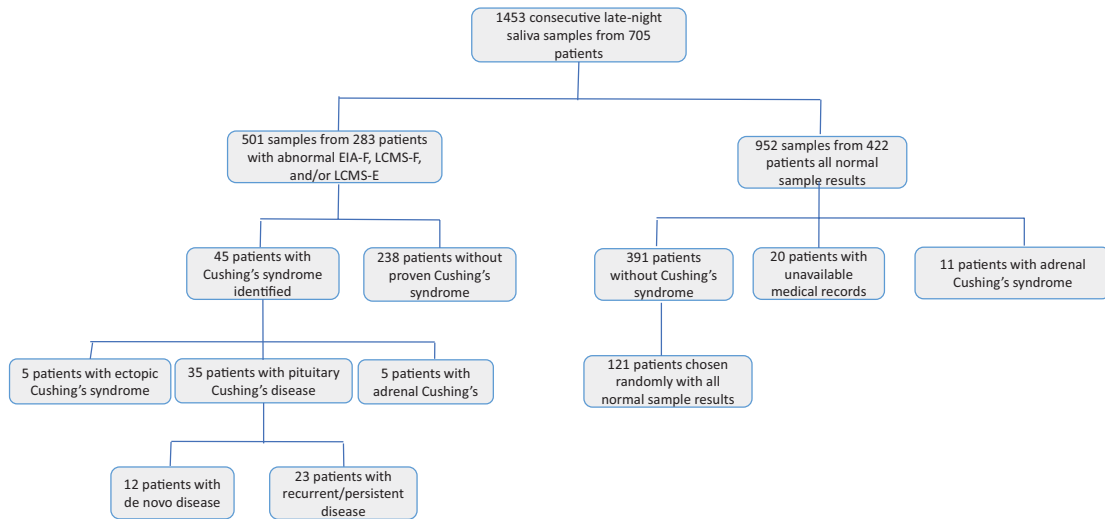 1453 consecutive late-night
saliva samples from 705
patients
501 samples from 283 patients
with abnormal EIA-F, LCMS-F,
and/or LCMS-E
952 samples from 422
patients all normal
sample results
45 patients with
Cushing’s syndrome
identified
238 patients without
proven Cushing’s
syndrome
391 patients
without Cushing’s
syndrome
20 patients with
unavailable
medical records
11 patients with adrenal
Cushing’s syndrome
5 patients with ectopic
Cushing’s syndrome
35 patients with pituitary
Cushing’s disease
5 patients with
adrenal Cushing’s
121 patients chosen
randomly with all
normal sample results
12 patients with
de novo disease
23 patients with
recurrent/persistent
disease